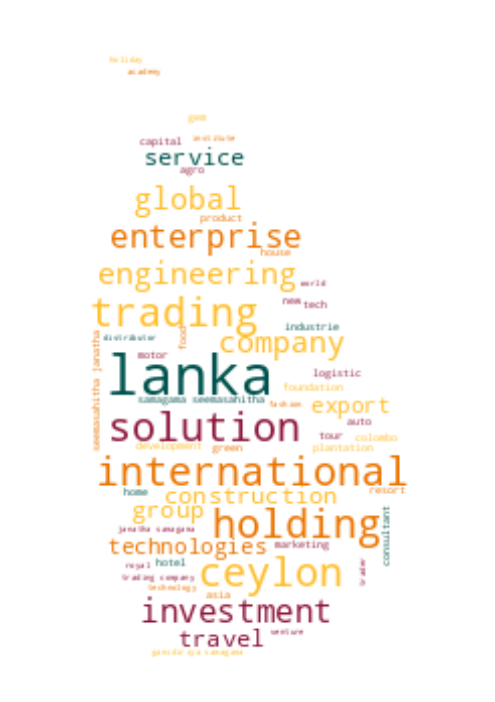 holiday
academy
gem
capital institute
service
agro
global
product
enterprise
house
engineering
world
trading
new tech
industrie
distributor
food
company
seemasahitha janatha
motor
lanka
logistic
foundation
samagama seemasahitha
fashion
export
solution
auto
tour colombo
development green plantation
international
home
construction
resort
group
holding
janatha samagama
consultant
technologies marketing
royal hotel
ceylon
trader
trading company
technology
asia
investment
travel venture